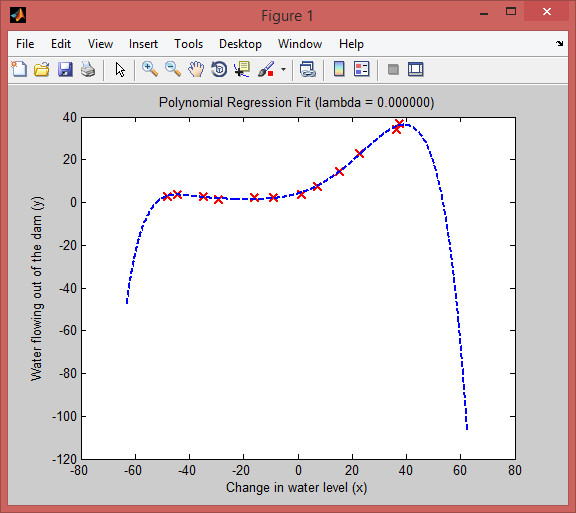 Figure 1
File Edit View Insert Tools Desktop Window Help
Polynomial Regression Fit (lambda = 0.000000)
40
20
0
-20
-40
-60
-80
-100
-120
Water flowing out of the dam (y)
-80 -60 -40 -20 0 20 40 60 80
Change in water level (x)